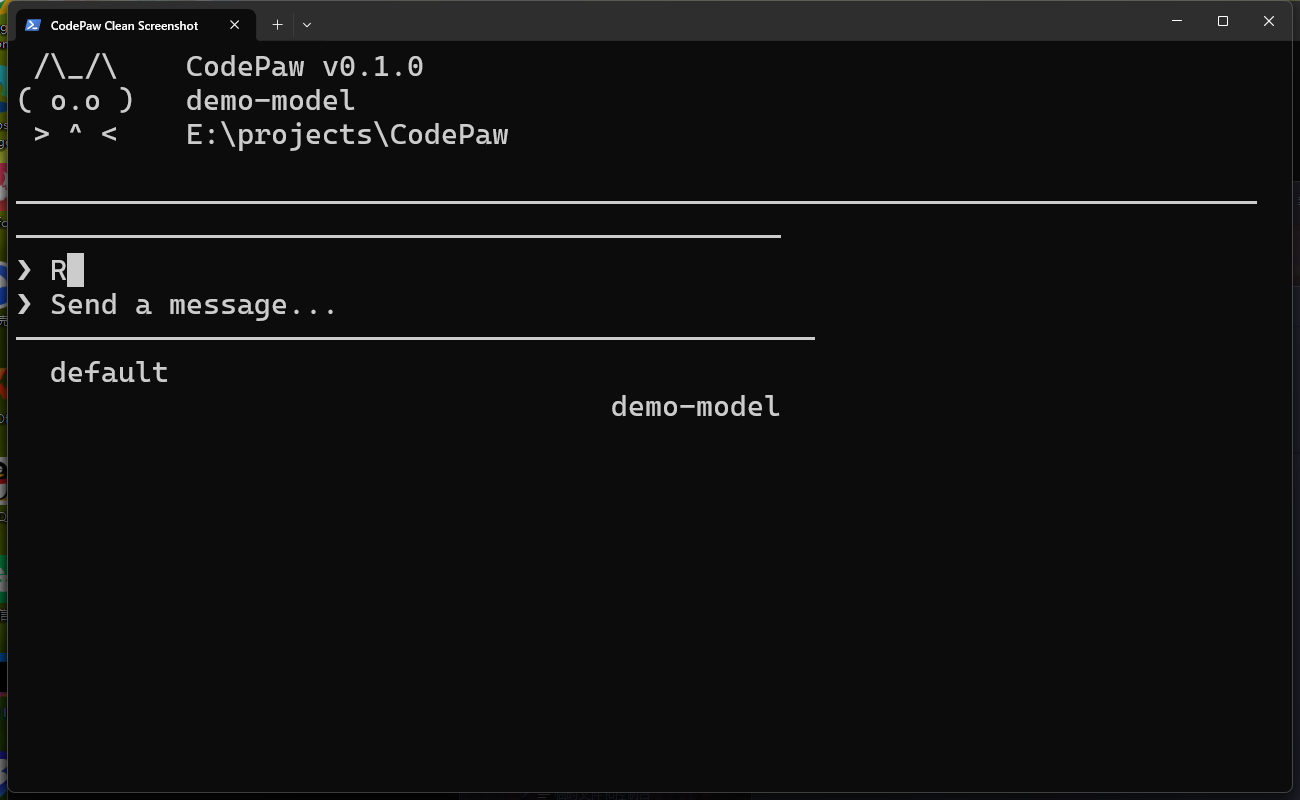 CodePaw Clean Screenshot
/\_/\ CodePaw v0.1.0
( o.o ) demo-model
> ^ < E:\projects\CodePaw
❯ R
❯ Send a message...
default
demo-model